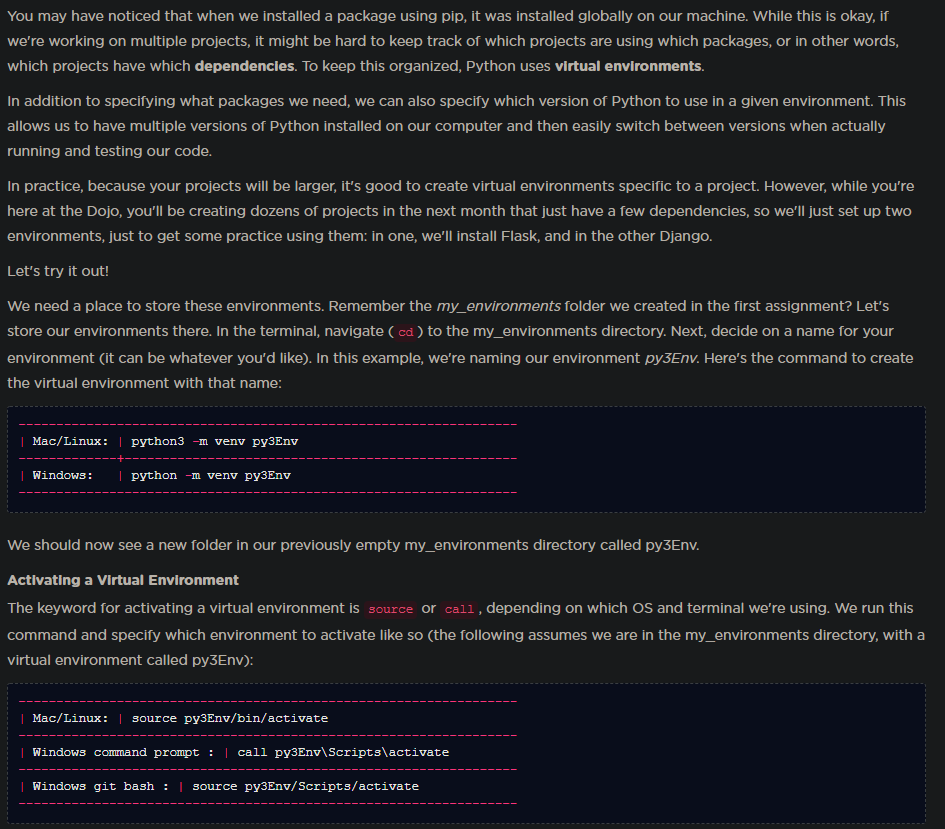 You may have noticed that when we installed a package using pip, it was installed globally on our machine. While this is okay, if
we're working on multiple projects, it might be hard to keep track of which projects are using which packages, or in other words,
which projects have which dependencies. To keep this organized, Python uses virtual environments.
In addition to specifying what packages we need, we can also specify which version of Python to use in a given environment. This
allows us to have multiple versions of Python installed on our computer and then easily switch between versions when actually
running and testing our code.
In practice, because your projects will be larger, it's good to create virtual environments specific to a project. However, while you're
here at the Dojo, you'll be creating dozens of projects in the next month that just have a few dependencies, so we'll just set up two
environments, just to get some practice using them: in one, we'll install Flask, and in the other Django.
Let's try it out!
We need a place to store these environments. Remember the my_environments folder we created in the first assignment? Let's
store our environments there. In the terminal, navigate ( cd ) to the my_environments directory. Next, decide on a name for your
environment (it can be whatever you'd like). In this example, we're naming our environment py3Env. Here's the command to create
the virtual environment with that name:
| Mac/Linux: | python3 -m venv py3Env
| Windows: | python -m venv py3Env
We should now see a new folder in our previously empty my_environments directory called py3Env.
Activating a Virtual Environment
The keyword for activating a virtual environment is source or call , depending on which OS and terminal we're using. We run this
command and specify which environment to activate like so (the following assumes we are in the my_environments directory, with a
virtual environment called py3Env):
| Mac/Linux: | source py3Env/bin/activate
| Windows command prompt : | call py3Env\Scripts\activate
| Windows git bash : | source py3Env/Scripts/activate